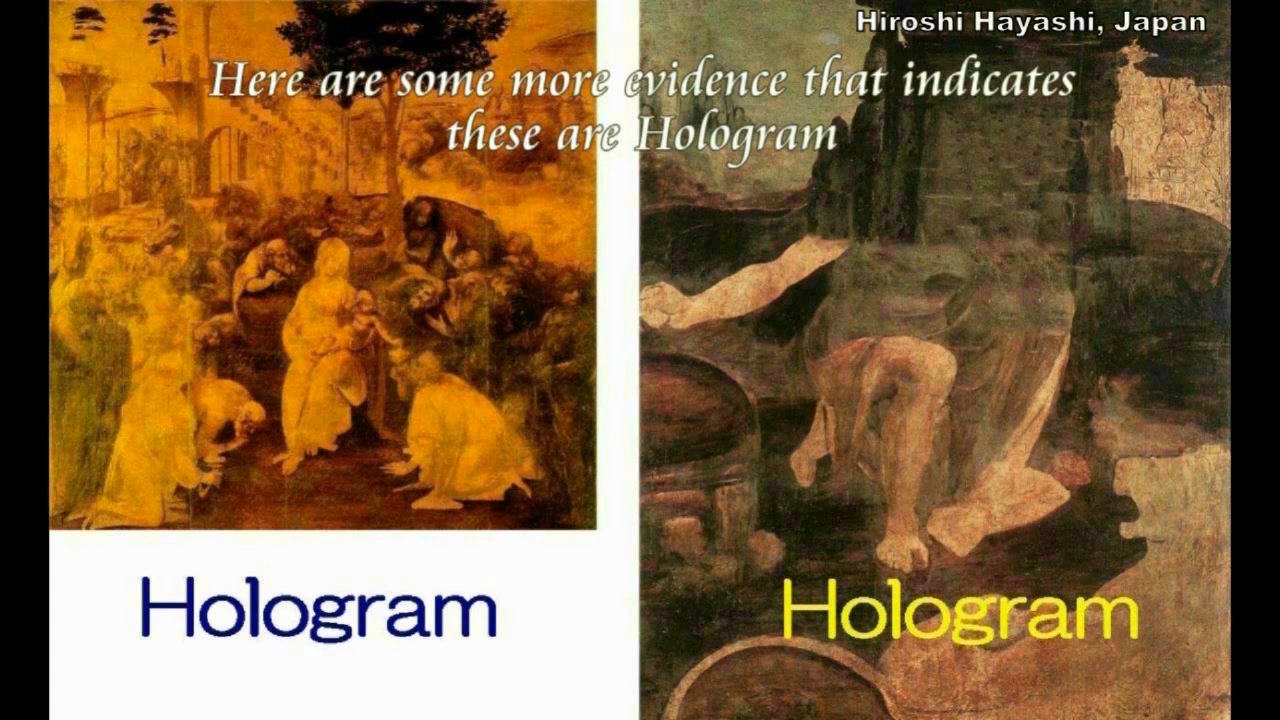 Hiroshi Hayashi, Japan
Here are some more evidence that indicates
these are Hologram
Hologram
Hologram